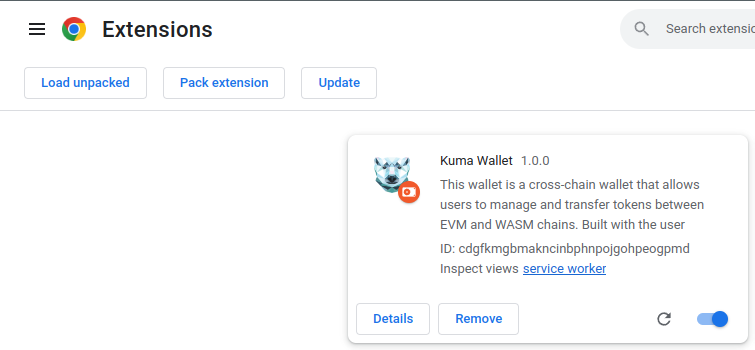 Extensions
Search extensio
Load unpacked
Pack extension
Update
Kuma Wallet 1.0.0
This wallet is a cross-chain wallet that allows
users to manage and transfer tokens between
EVM and WASM chains. Built with the user
ID: cdgfkmgbmakncinbphnpojgohpeogpmd
Inspect views service worker
Details
Remove